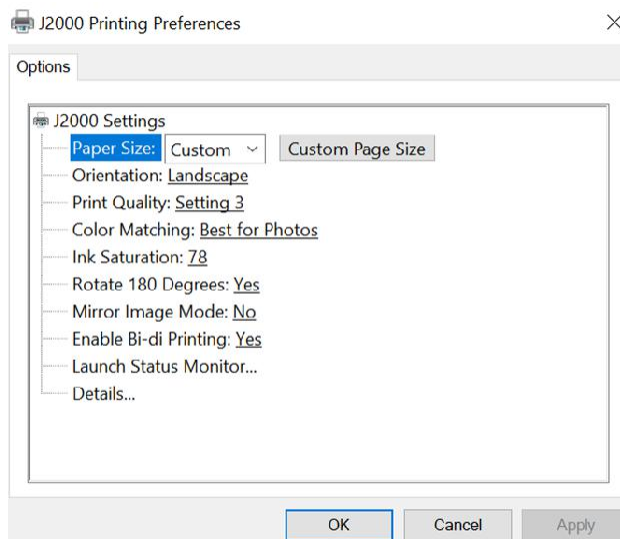 J2000 Printing Preferences
Options
J2000 Settings
Paper Size: Custom Custom Page Size
Orientation: Landscape
Print Quality: Setting 3
Color Matching: Best for Photos
Ink Saturation: 78
Rotate 180 Degrees: Yes
Mirror Image Mode: No
Enable Bi-di Printing: Yes
Launch Status Monitor...
Details...
OK Cancel Apply